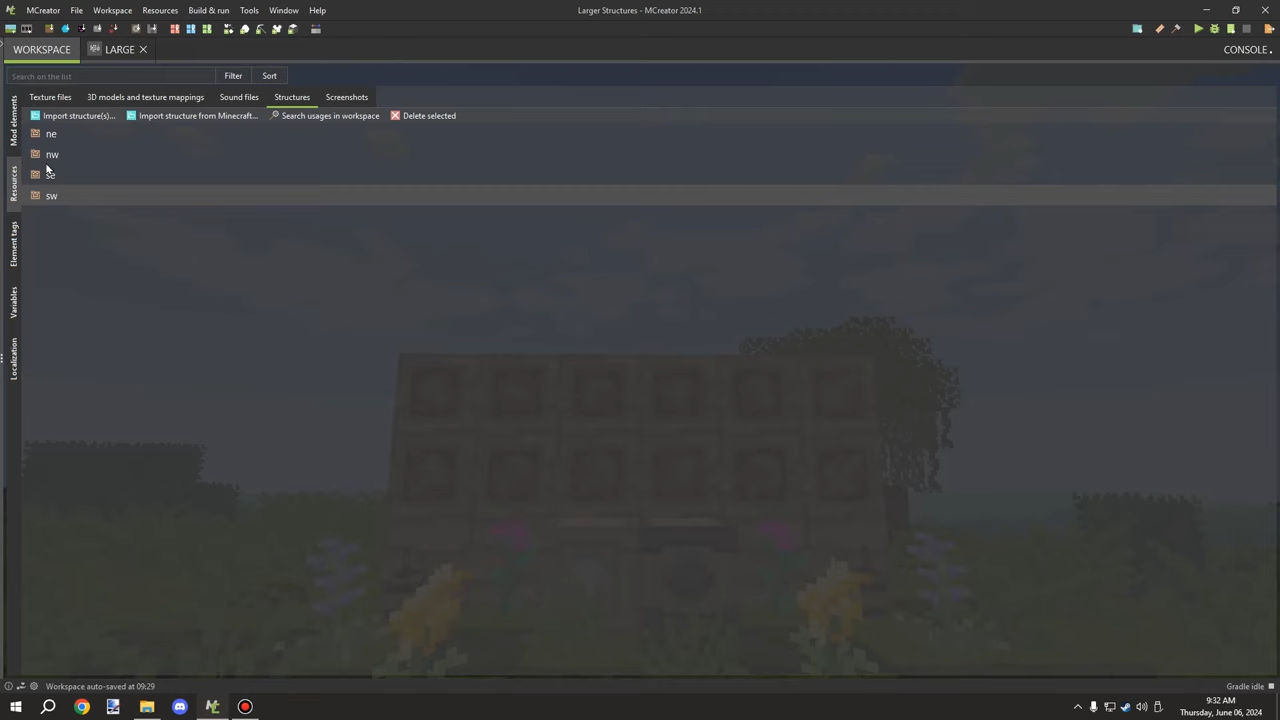 MCreator File Workspace Resources Build & run Tools Window Help Larger Structures - MCreator 2024.1
WORKSPACE LARGE CONSOLE
Search on the list Filter Sort
Texture files 3D models and texture mappings Sound files Structures Screenshots
Import structure(s)... Import structure from Minecraft... Search usages in workspace Delete selected
ne
nw
se
sw
Mod elements
Resources
Element tags
Variables
Localization
Workspace auto-saved at 09:29 Gradle idle
9:32 AM
Thursday, June 06, 2024